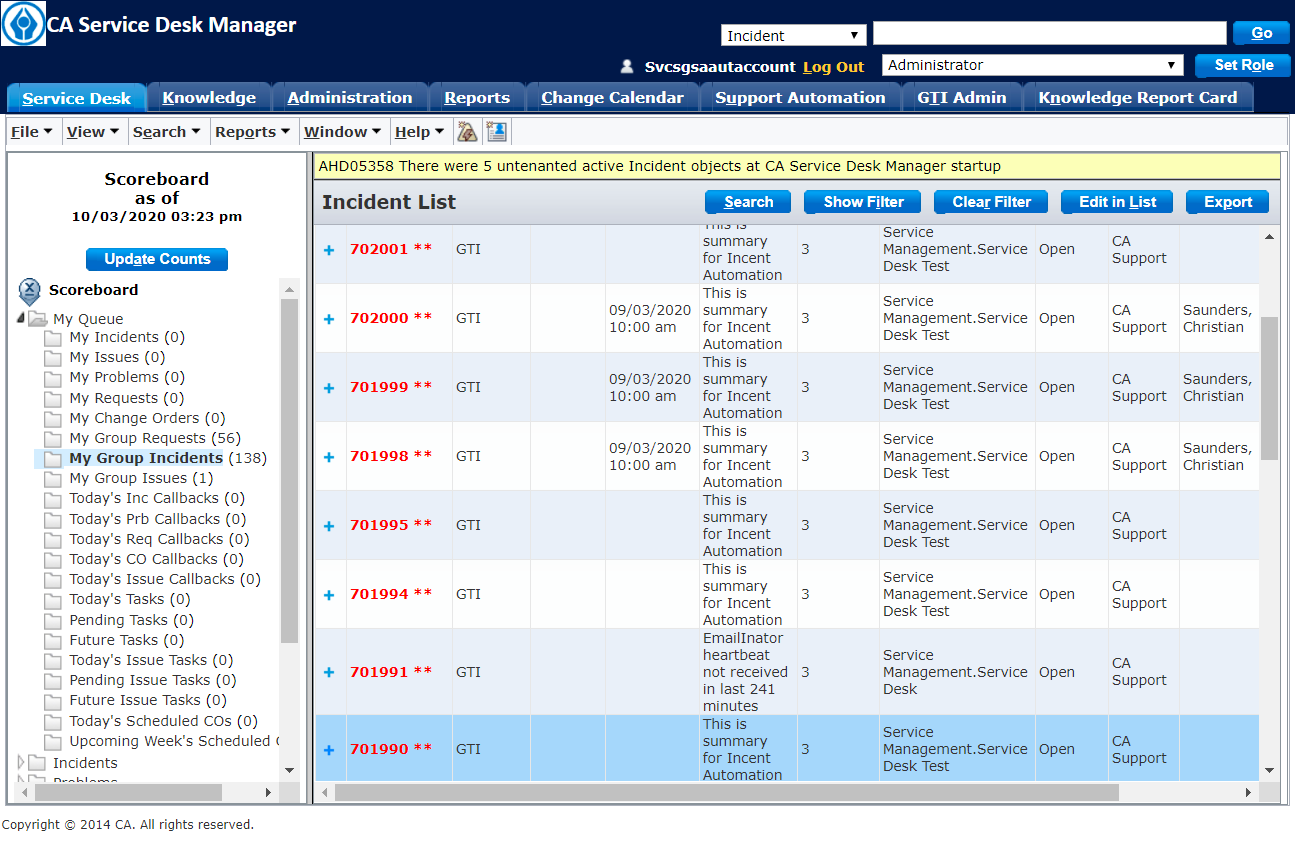 CA Service Desk Manager
Incident
Go
Svcsgsaautaccount Log Out
Administrator
Set Role
Service Desk
Knowledge
Administration
Reports
Change Calendar
Support Automation
GTI Admin
Knowledge Report Card
File
View
Search
Reports
Window
Help
Scoreboard
as of
10/03/2020 03:23 pm
Update Counts
Scoreboard
My Queue
My Incidents (0)
My Issues (0)
My Problems (0)
My Requests (0)
My Change Orders (0)
My Group Requests (56)
My Group Incidents (138)
My Group Issues (1)
Today's Inc Callbacks (0)
Today's Prb Callbacks (0)
Today's Req Callbacks (0)
Today's CO Callbacks (0)
Today's Issue Callbacks (0)
Today's Tasks (0)
Pending Tasks (0)
Future Tasks (0)
Today's Issue Tasks (0)
Pending Issue Tasks (0)
Future Issue Tasks (0)
Today's Scheduled COs (0)
Upcoming Week's Scheduled
Incidents
Problems
AHD05358 There were 5 untenanted active Incident objects at CA Service Desk Manager startup
Incident List
Search
Show Filter
Clear Filter
Edit in List
Export
702001 **
GTI
This is
summary
for Incent
Automation
3
Service
Management.Service
Desk Test
Open
CA
Support
702000 **
GTI
09/03/2020
10:00 am
This is
summary
for Incent
Automation
3
Service
Management.Service
Desk Test
Open
CA
Support
Saunders,
Christian
701999 **
GTI
09/03/2020
10:00 am
This is
summary
for Incent
Automation
3
Service
Management.Service
Desk Test
Open
CA
Support
Saunders,
Christian
701998 **
GTI
09/03/2020
10:00 am
This is
summary
for Incent
Automation
3
Service
Management.Service
Desk Test
Open
CA
Support
Saunders,
Christian
701995 **
GTI
This is
summary
for Incent
Automation
3
Service
Management.Service
Desk Test
Open
CA
Support
701994 **
GTI
This is
summary
for Incent
Automation
3
Service
Management.Service
Desk Test
Open
CA
Support
701991 **
GTI
EmailInator
heartbeat
not received
in last 241
minutes
3
Service
Management.Service
Desk
Open
CA
Support
701990 **
GTI
This is
summary
for Incent
Automation
3
Service
Management.Service
Desk Test
Open
CA
Support
Copyright © 2014 CA. All rights reserved.